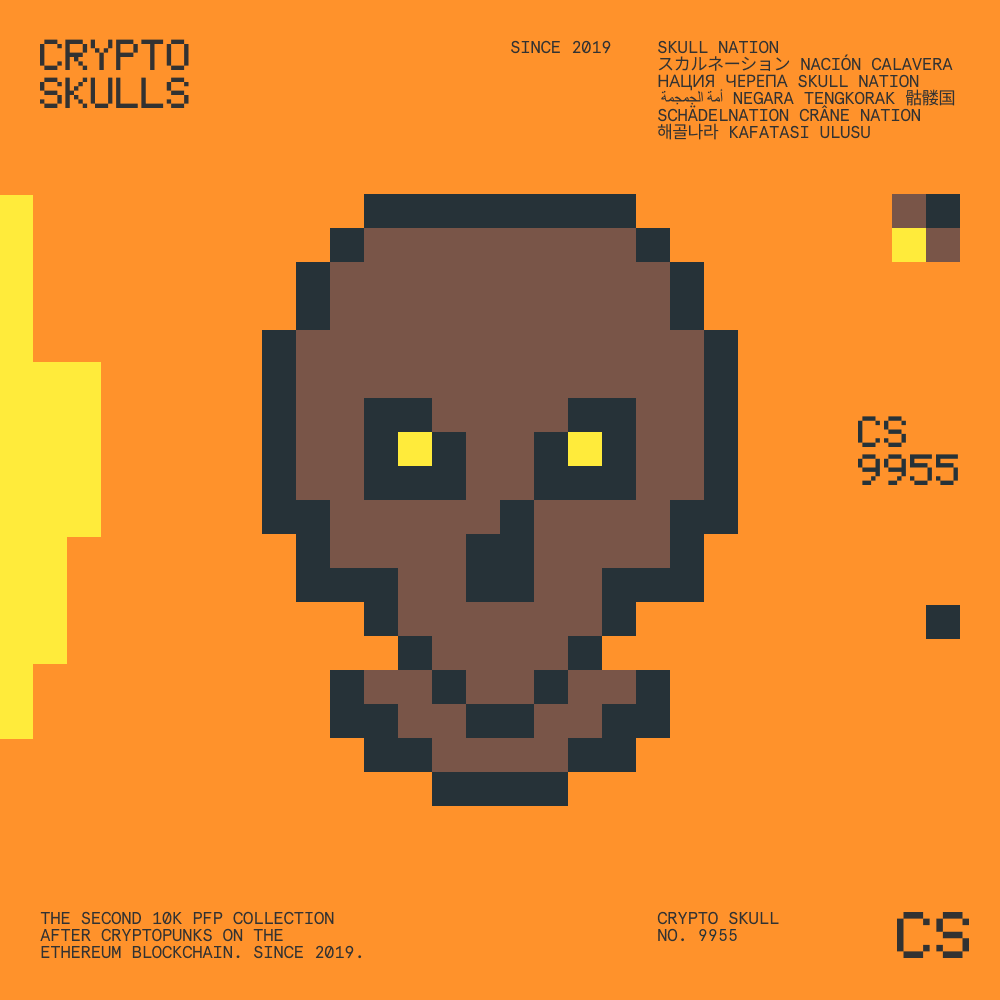 CRYPTO
SKULLS
SINCE 2019
SKULL NATION
スカルネーション NACIÓN CALAVERA
НАЦИЯ ЧЕРЕПА SKULL NATION
أمة الجمجمة NEGARA TENGKORAK 骷髅国
SCHÄDELNATION CRÂNE NATION
해골나라 KAFATASI ULUSU
CS
9955
THE SECOND 10K PFP COLLECTION
AFTER CRYPTOPUNKS ON THE
ETHEREUM BLOCKCHAIN. SINCE 2019.
CRYPTO SKULL
NO. 9955
CS